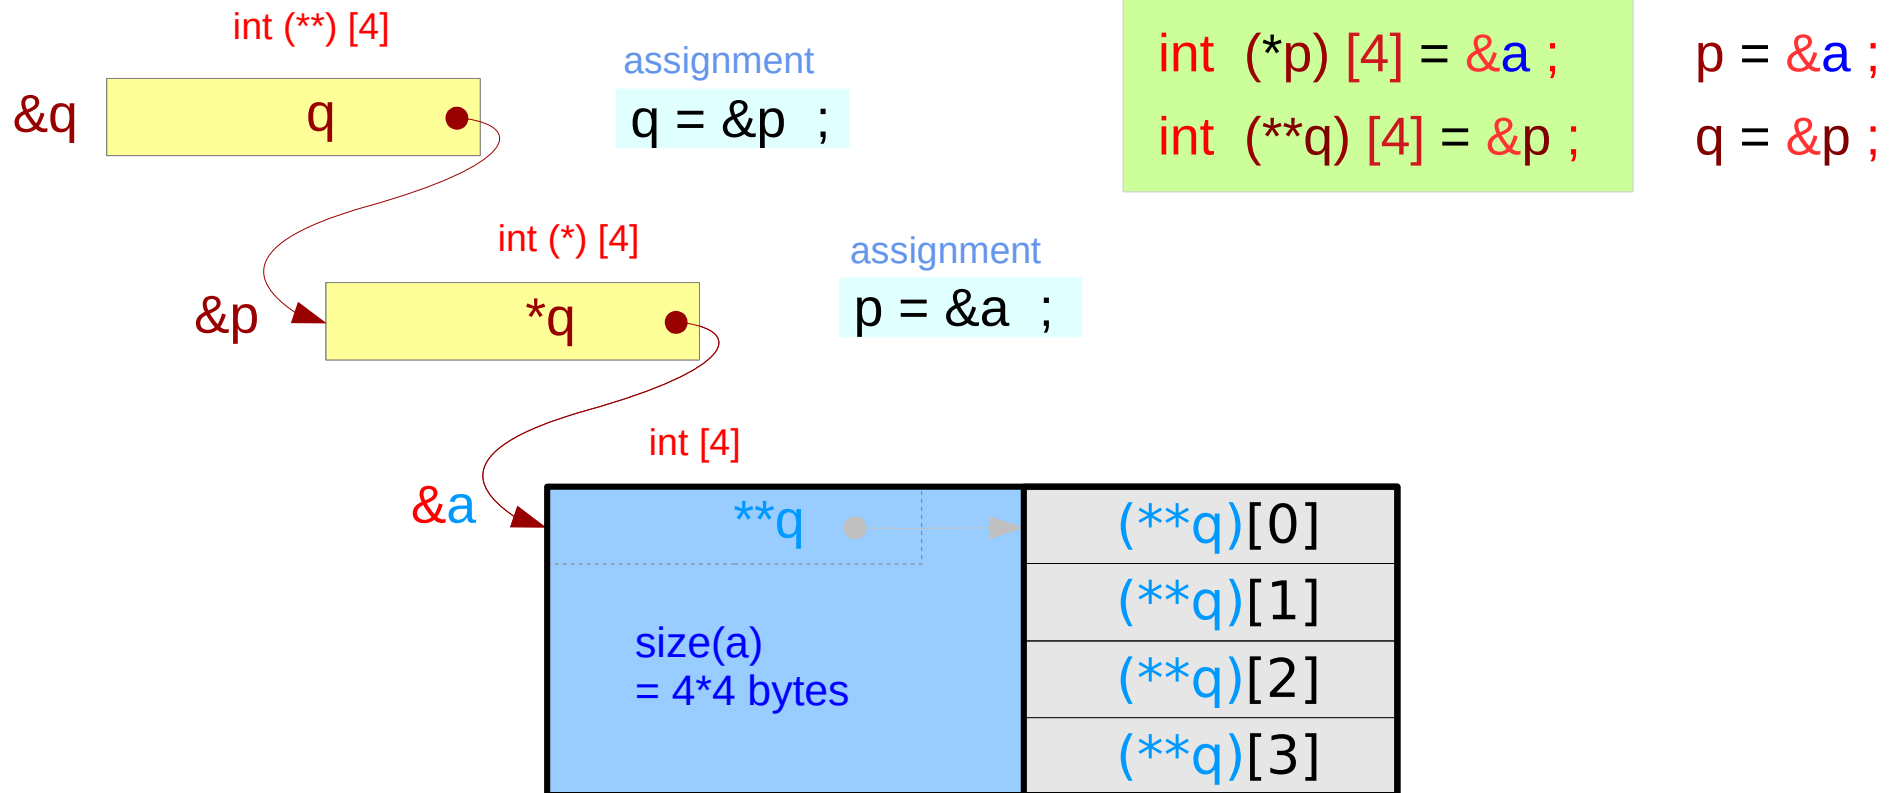 int (**) [4]
&q
q
assignment
q = &p ;
int (*p) [4] = &a ;
p = &a ;
int (**q) [4] = &p ;
q = &p ;
int (*) [4]
&p
*q
assignment
p = &a ;
int [4]
&a
**q
(**q)[0]
(**q)[1]
size(a)
= 4*4 bytes
(**q)[2]
(**q)[3]